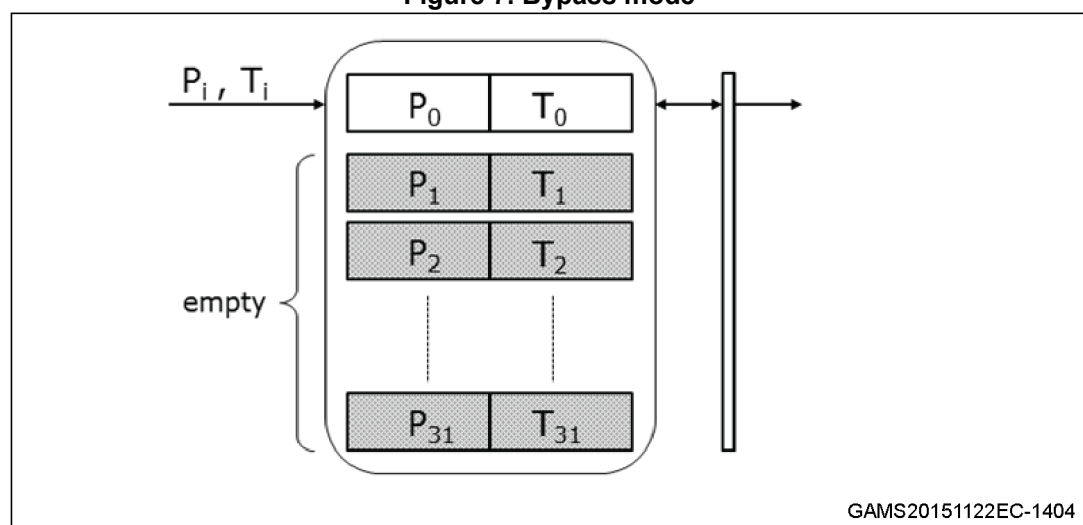 Figure 7. Bypass mode
Pi , Ti
P0 T0
P1 T1
P2 T2
empty
P31 T31
GAMS20151122EC-1404